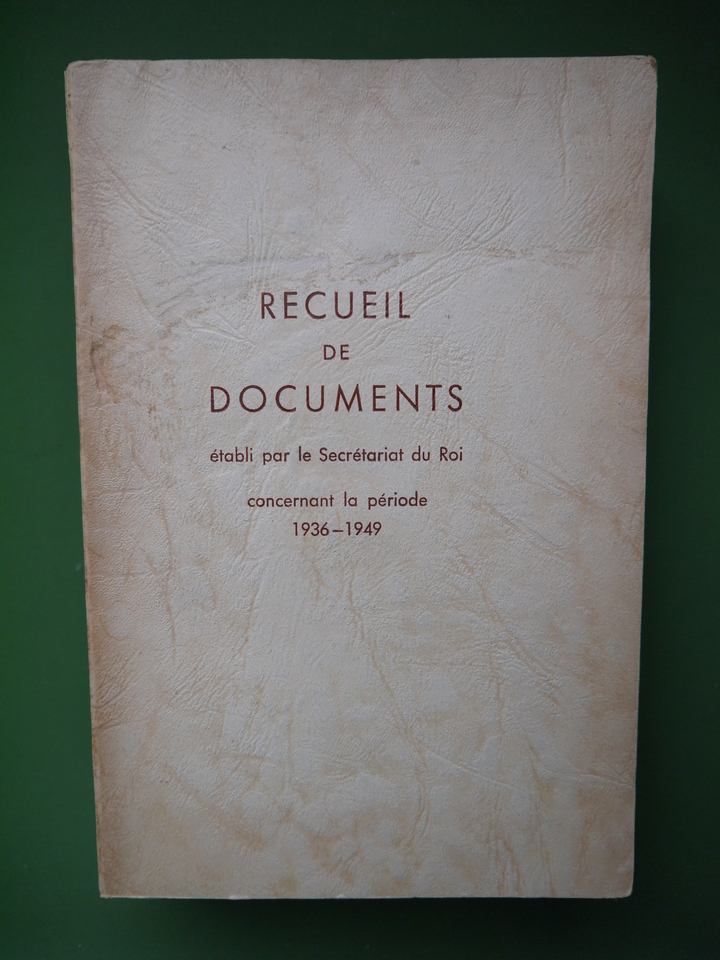 RECUEIL
DE
DOCUMENTS
établi par le Secrétariat du Roi
concernant la période
1936–1949